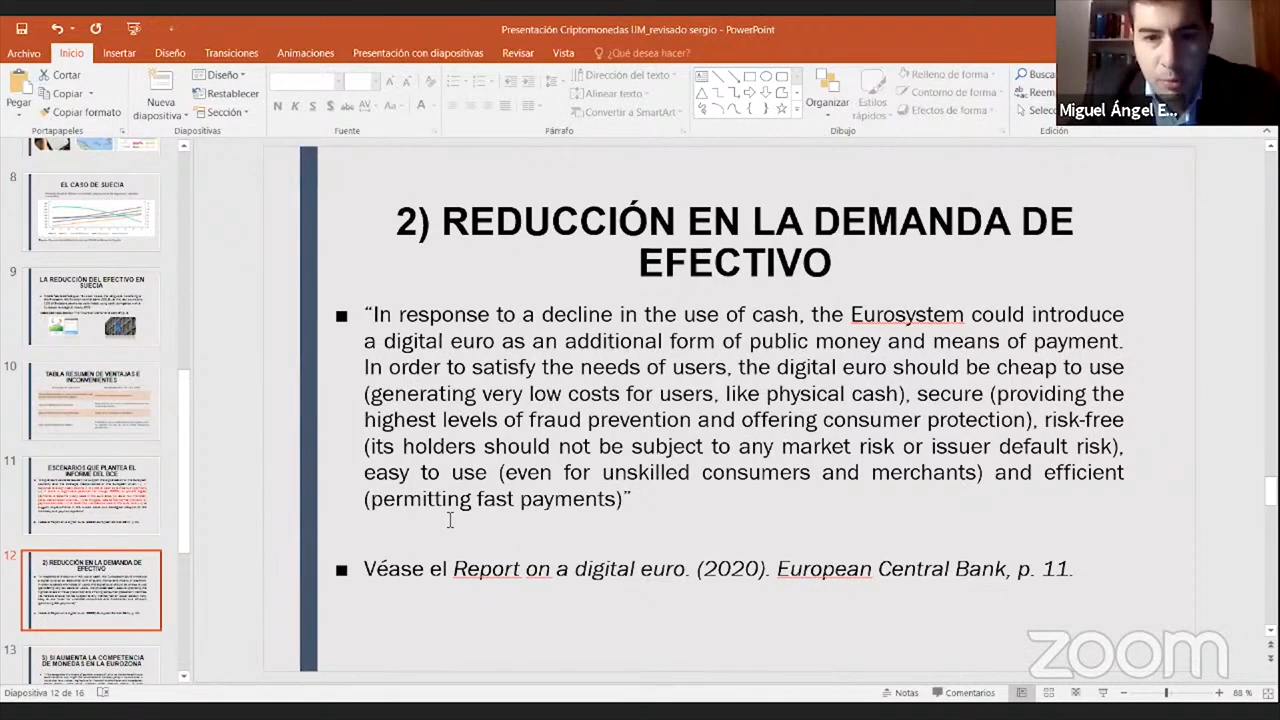 Presentación Criptomonedas IJM_revisado sergio - PowerPoint
Archivo Inicio Insertar Diseño Transiciones Animaciones Presentación con diapositivas Revisar Vista ¿Qué desea hacer?
Pegar
Cortar
Copiar
Copiar formato
Portapapeles
Nueva
diapositiva
Diseño
Restablecer
Sección
Diapositivas
N K S S abc AV Aa A
Fuente
Dirección del texto
Alinear texto
Convertir a SmartArt
Párrafo
Organizar
Estilos
rápidos
Relleno de forma
Contorno de forma
Efectos de forma
Dibujo
Busca
Reem
Selecc
Edición
Miguel Ángel E...
8
EL CASO DE SUECIA
9
LA REDUCCIÓN DEL EFECTIVO EN
SUECIA
10
TABLA RESUMEN DE VENTAJAS E
INCONVENIENTES
11
ESCENARIOS QUE PLANTEA EL
INFORME DEL BCE
12
2) REDUCCIÓN EN LA DEMANDA DE
EFECTIVO
13
3) SI AUMENTA LA COMPETENCIA
DE MONEDAS EN LA EUROZONA
2) REDUCCIÓN EN LA DEMANDA DE
EFECTIVO
“In response to a decline in the use of cash, the Eurosystem could introduce
a digital euro as an additional form of public money and means of payment.
In order to satisfy the needs of users, the digital euro should be cheap to use
(generating very low costs for users, like physical cash), secure (providing the
highest levels of fraud prevention and offering consumer protection), risk-free
(its holders should not be subject to any market risk or issuer default risk),
easy to use (even for unskilled consumers and merchants) and efficient
(permitting fast payments)”
Véase el Report on a digital euro. (2020). European Central Bank, p. 11.
zoom
Diapositiva 12 de 16
Notas
Comentarios
88 %